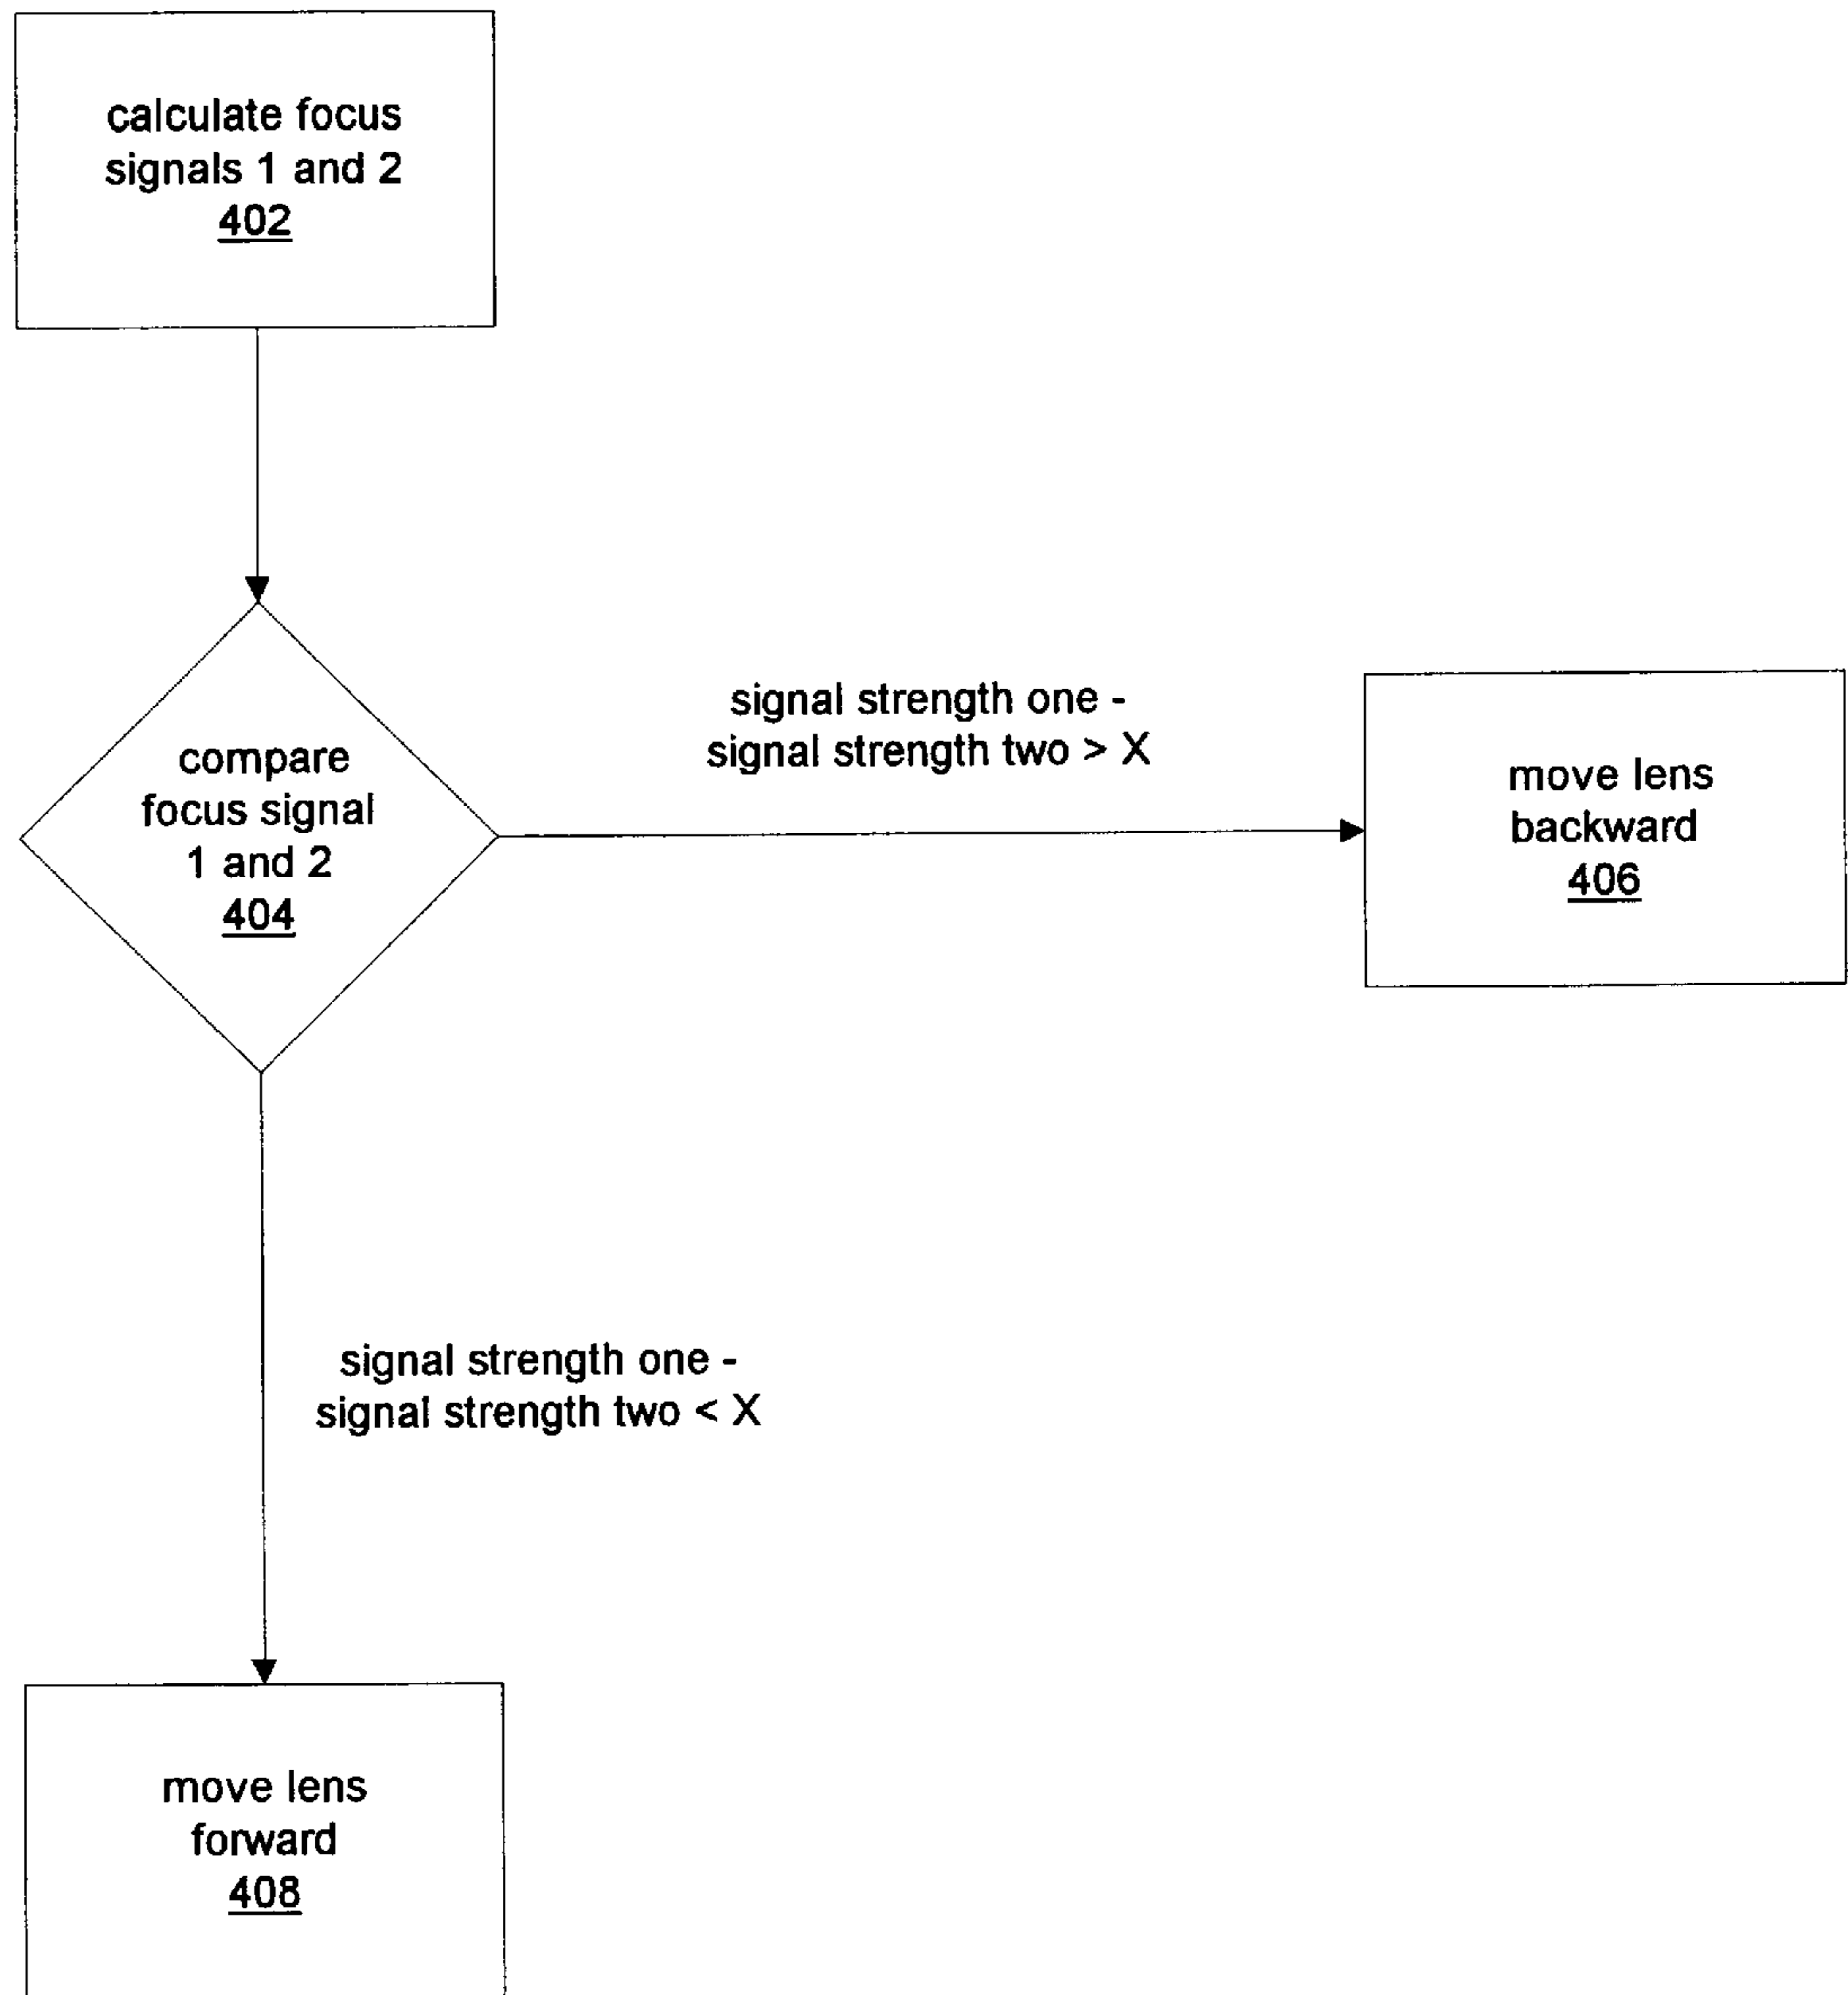 calculate focus
signals 1 and 2
402
compare
focus signal
1 and 2
404
signal strength one -
signal strength two > X
move lens
backward
406
signal strength one -
signal strength two < X
move lens
forward
408